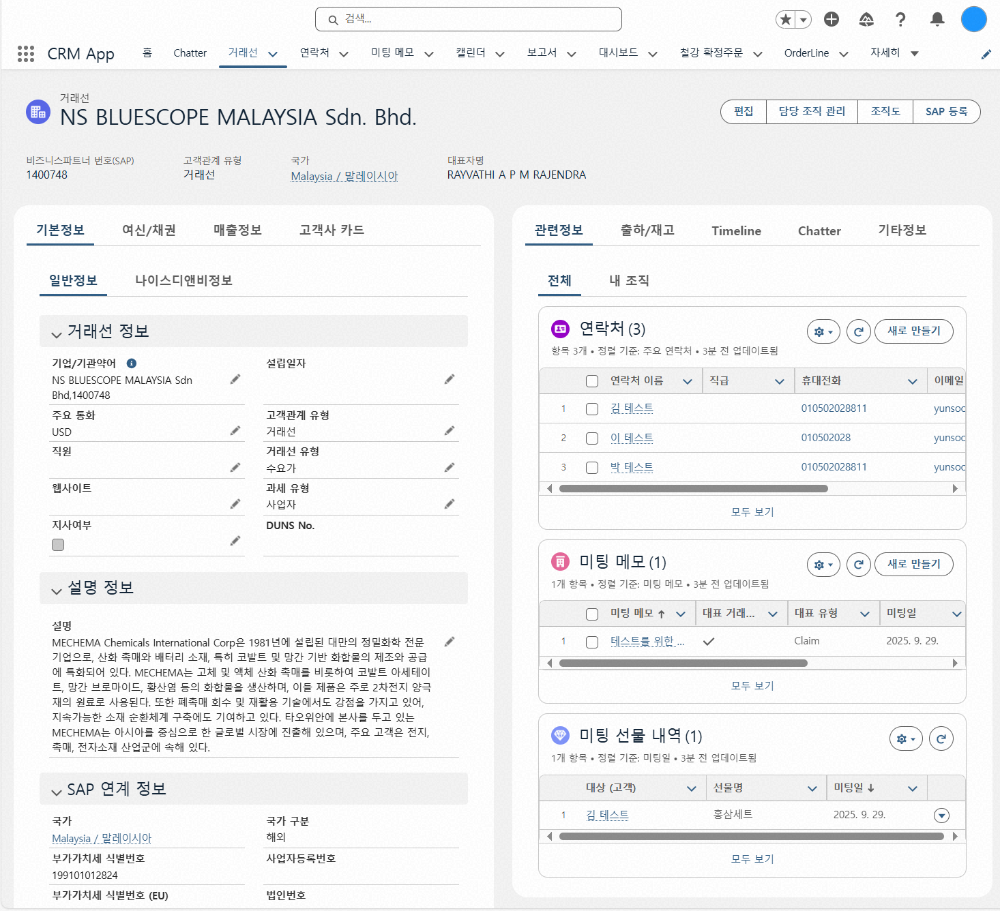 검색...
CRM App
홈
Chatter
거래선
연락처
미팅 메모
캘린더
보고서
대시보드
철강 확정주문
OrderLine
자세히
거래선
NS BLUESCOPE MALAYSIA Sdn. Bhd.
편집
담당 조직 관리
조직도
SAP 등록
비즈니스파트너 번호(SAP)
1400748
고객관계 유형
거래선
국가
Malaysia / 말레이시아
대표자명
RAYVATHI A P M RAJENDRA
기본정보
여신/채권
매출정보
고객사 카드
일반정보
나이스디앤비정보
거래선 정보
기업/기관약어
NS BLUESCOPE MALAYSIA Sdn
Bhd,1400748
설립일자
주요 통화
USD
고객관계 유형
거래선
직원
거래선 유형
수요가
웹사이트
과세 유형
사업자
지사여부
DUNS No.
설명 정보
설명
MECHEMA Chemicals International Corp은 1981년에 설립된 대만의 정밀화학 전문
기업으로, 산화 촉매와 배터리 소재, 특히 코발트 및 망간 기반 화합물의 제조와 공급
에 특화되어 있다. MECHEMA는 고체 및 액체 산화 촉매를 비롯하여 코발트 아세테이
트, 망간 브로마이드, 황산염 등의 화합물을 생산하며, 이들 제품은 주로 2차전지 양극
재의 원료로 사용된다. 또한 폐촉매 회수 및 재활용 기술에서도 강점을 가지고 있어,
지속가능한 소재 순환체계 구축에도 기여하고 있다. 타오위안에 본사를 두고 있는
MECHEMA는 아시아를 중심으로 한 글로벌 시장에 진출해 있으며, 주요 고객은 전지,
촉매, 전자소재 산업군에 속해 있다.
SAP 연계 정보
국가
Malaysia / 말레이시아
국가 구분
해외
부가가치세 식별번호
199101012824
사업자등록번호
부가가치세 식별번호 (EU)
법인번호
관련정보
출하/재고
Timeline
Chatter
기타정보
전체
내 조직
연락처 (3)
새로 만들기
항목 3개 • 정렬 기준: 주요 연락처 • 3분 전 업데이트됨
연락처 이름
직급
휴대전화
이메일
1
김 테스트
010502028811
yunsoc
2
이 테스트
010502028
yunsoc
3
박 테스트
010502028811
yunsoc
모두 보기
미팅 메모 (1)
새로 만들기
1개 항목 • 정렬 기준: 미팅 메모 • 3분 전 업데이트됨
미팅 메모
대표 거래...
대표 유형
미팅일
1
테스트를 위한 ...
Claim
2025. 9. 29.
모두 보기
미팅 선물 내역 (1)
1개 항목 • 정렬 기준: 미팅일 • 3분 전 업데이트됨
대상 (고객)
선물명
미팅일
1
김 테스트
홍삼세트
2025. 9. 29.
모두 보기